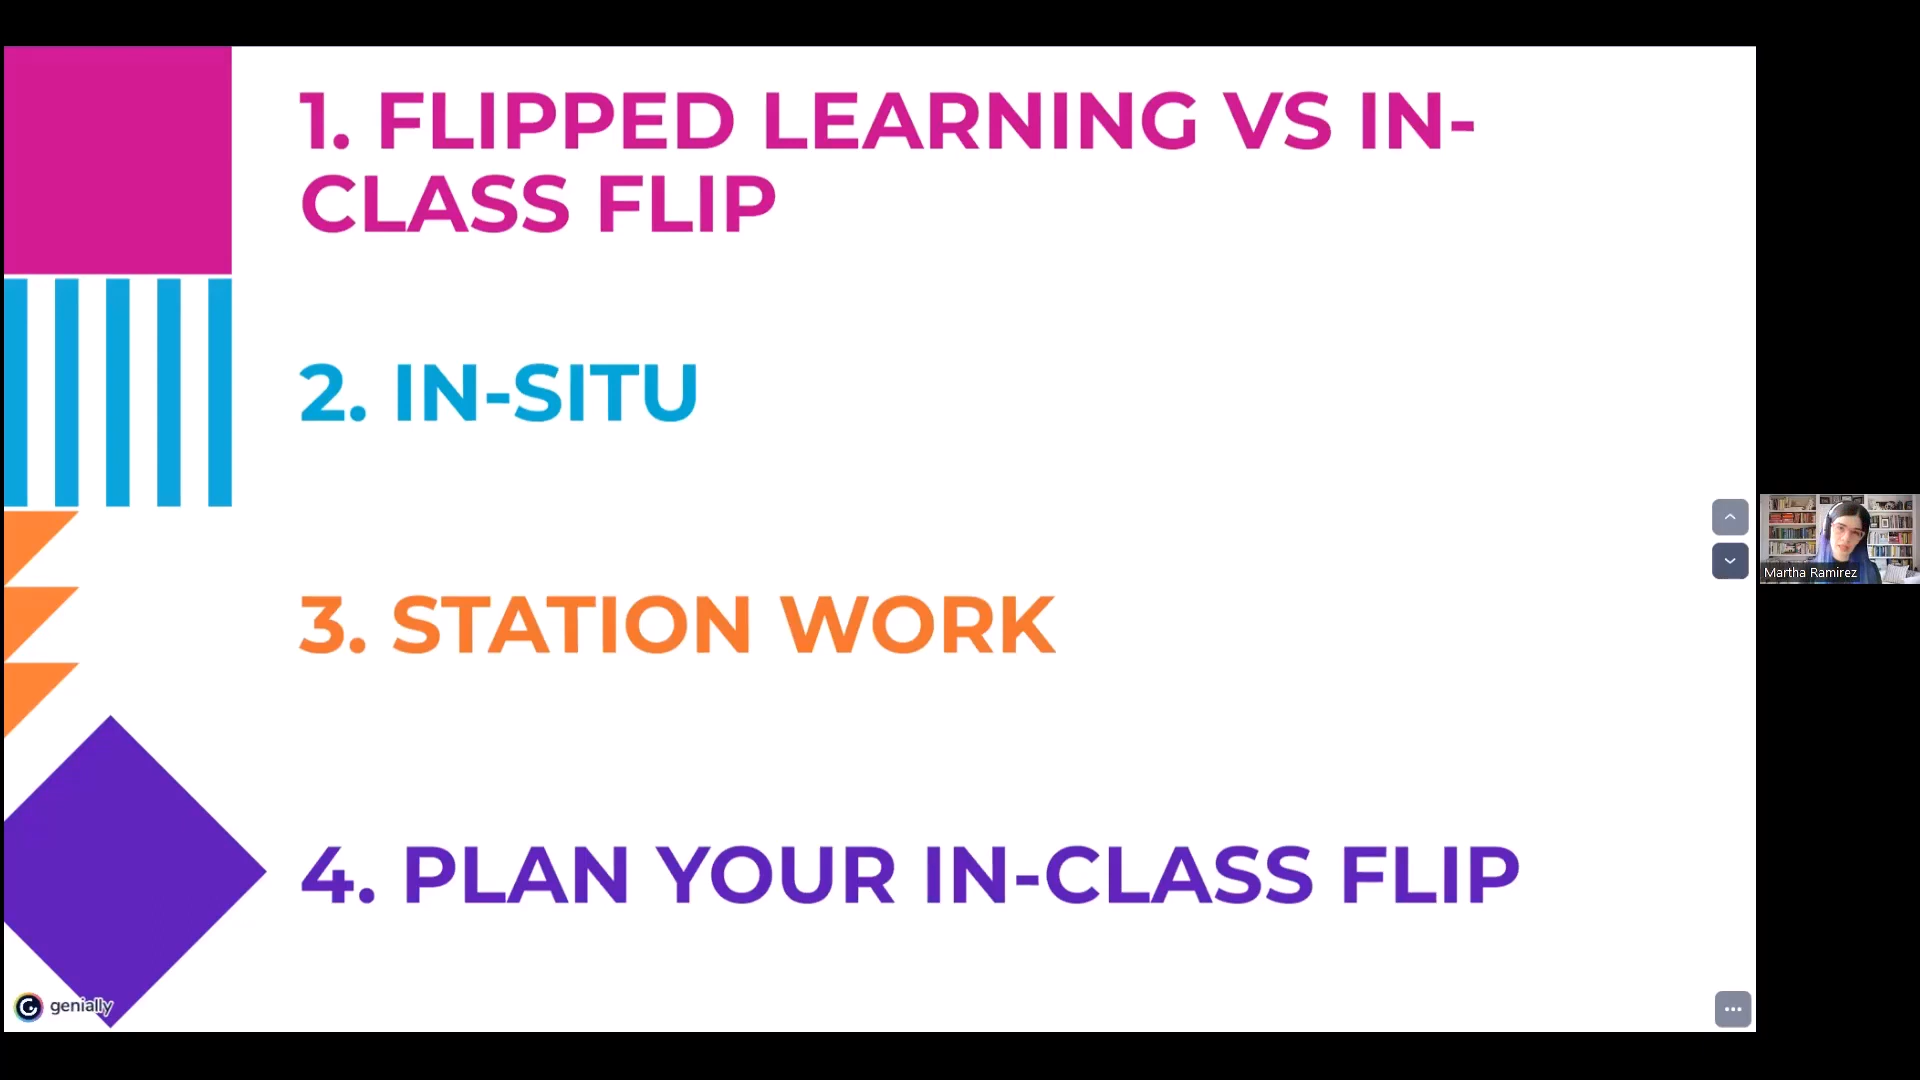 1. FLIPPED LEARNING VS IN-
CLASS FLIP
2. IN-SITU
3. STATION WORK
Martha Ramirez
4. PLAN YOUR IN-CLASS FLIP
genially